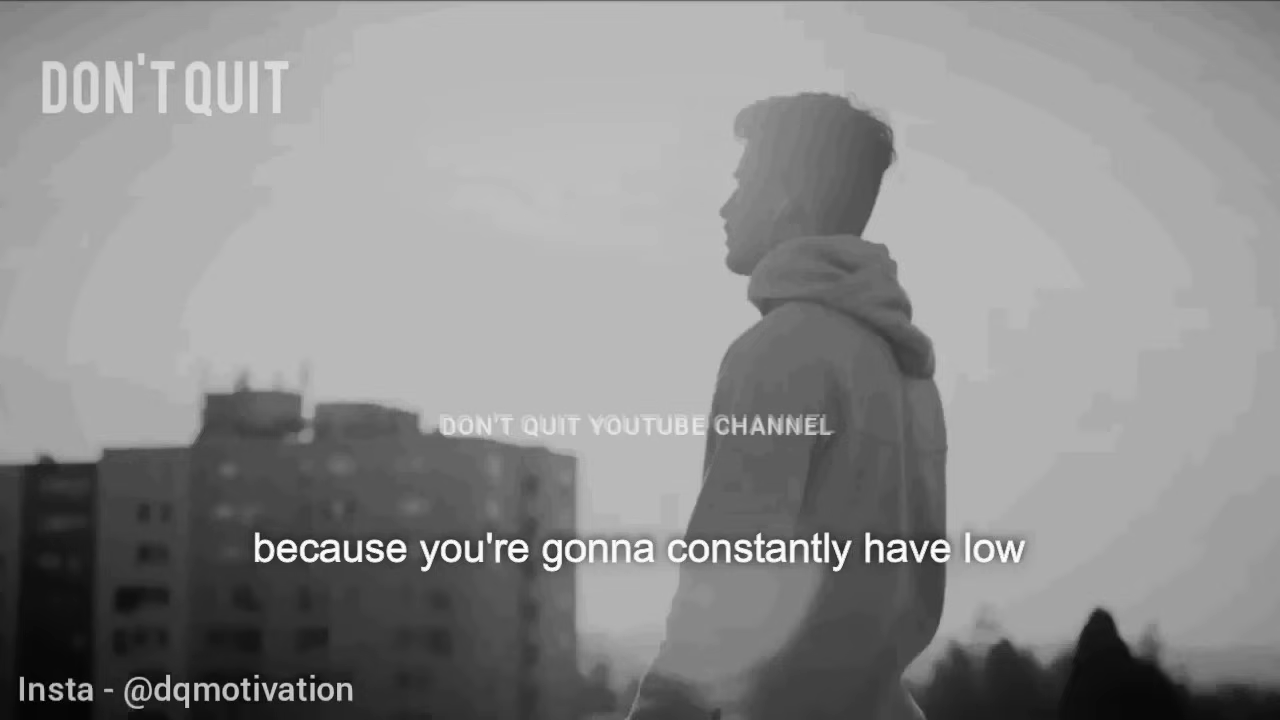 DON'T QUIT
DON'T QUIT YOUTUBE CHANNEL
because you're gonna constantly have low
Insta - @dqmotivation